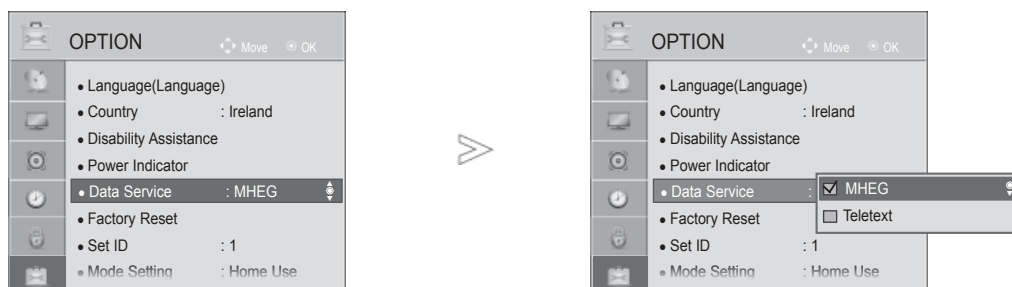 OPTION
Move OK
• Language(Language)
• Country : Ireland
• Disability Assistance
• Power Indicator
• Data Service : MHEG
• Factory Reset
• Set ID : 1
• Mode Setting : Home Use
OPTION
Move OK
• Language(Language)
• Country : Ireland
• Disability Assistance
• Power Indicator
• Data Service :
MHEG
Teletext
• Factory Reset
• Set ID : 1
• Mode Setting : Home Use